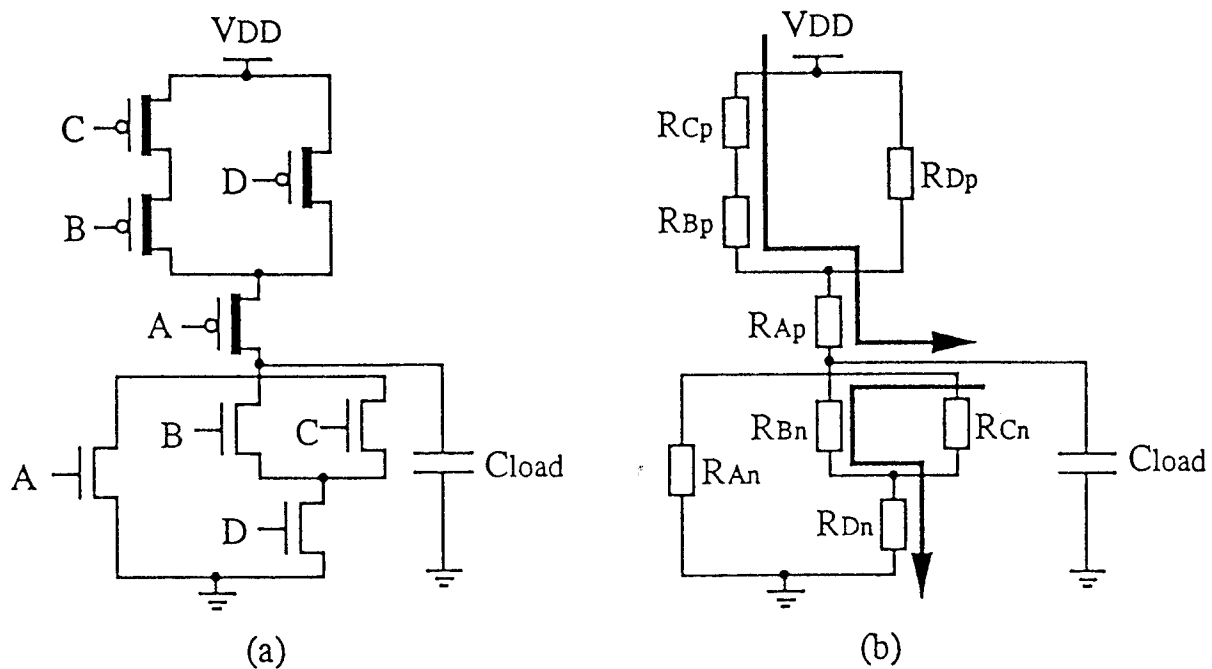 VDD
C
D
B
A
B
C
A
D
Cload
(a)
VDD
RCp
RDp
RBp
RAp
RBn
RCn
RAn
RDn
Cload
(b)